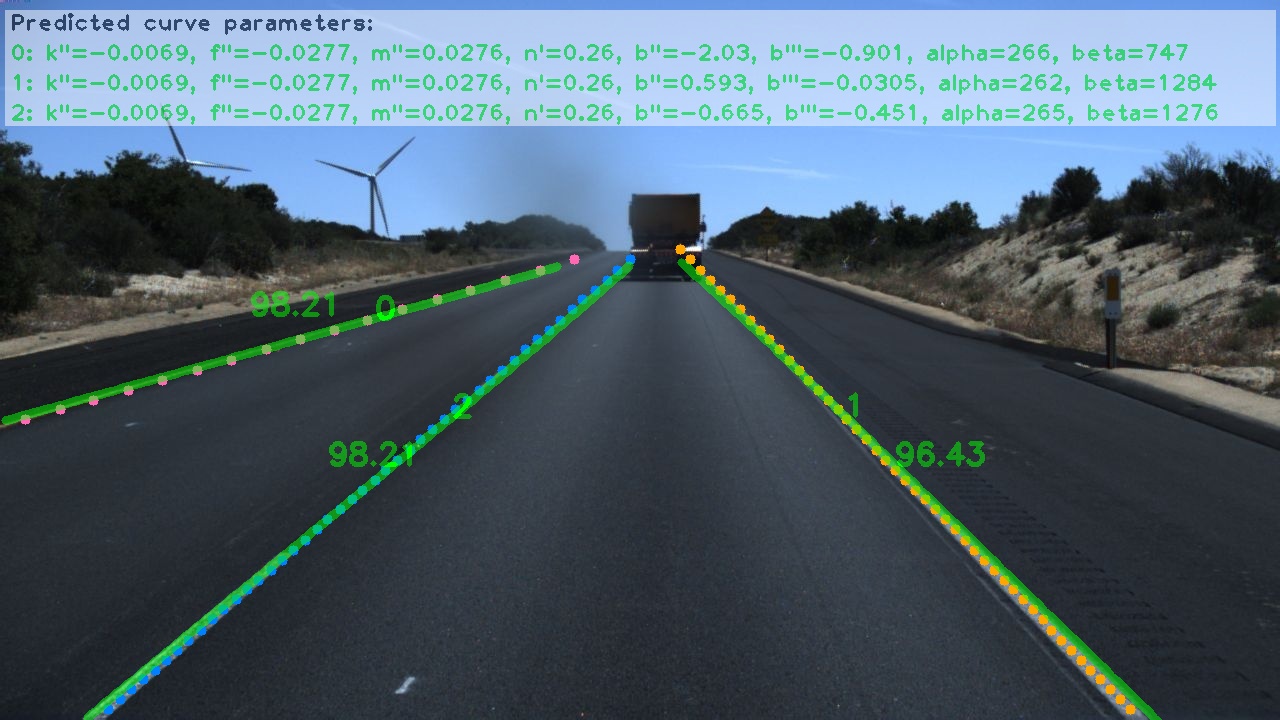 Predicted curve parameters:
0: k''=-0.0069, f''=-0.0277, m''=0.0276, n'=0.26, b''=-2.03, b'''=-0.901, alpha=266, beta=747
1: k''=-0.0069, f''=-0.0277, m''=0.0276, n'=0.26, b''=0.593, b'''=-0.0305, alpha=262, beta=1284
2: k''=-0.0069, f''=-0.0277, m''=0.0276, n'=0.26, b''=-0.665, b'''=-0.451, alpha=265, beta=1276
98.21 0
2 1
98.21 96.43